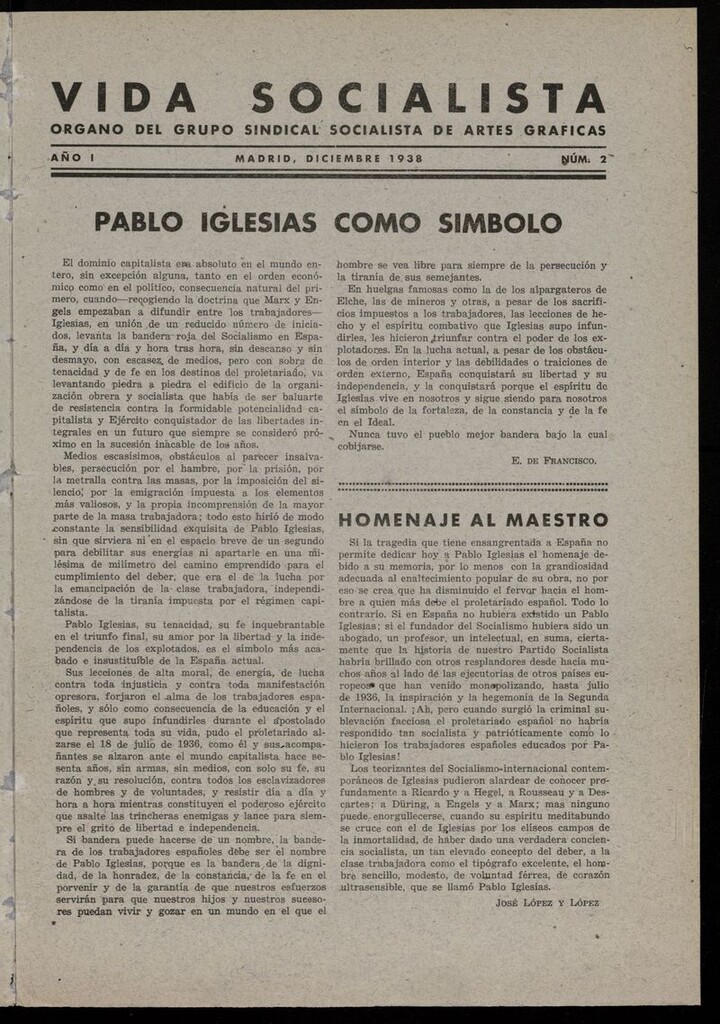 VIDA SOCIALISTA
ORGANO DEL GRUPO SINDICAL SOCIALISTA DE ARTES GRAFICAS
AÑO I MADRID, DICIEMBRE 1938 NÚM. 2
PABLO IGLESIAS COMO SIMBOLO
El dominio capitalista era absoluto en el mundo en-
tero, sin excepción alguna, tanto en el orden econó-
mico como en el político, consecuencia natural del pri-
mero, cuando—recogiendo la doctrina que Marx y En-
gels empezaban a difundir entre los trabajadores—
Iglesias, en unión de un reducido número de inicia-
dos, levanta la bandera roja del Socialismo en Espa-
ña, y día a día y hora tras hora, sin descanso y sin
desmayo, con escasez de medios, pero con sobra de
tenacidad y de fe en los destinos del proletariado, va
levantando piedra a piedra el edificio de la organi-
zación obrera y socialista que había de ser baluarte
de resistencia contra la formidable potencialidad ca-
pitalista y Ejército conquistador de las libertades in-
tegrales en un futuro que siempre se consideró pró-
ximo en la sucesión inacable de los años.
Medios escasísimos, obstáculos al parecer insalva-
bles, persecución por el hambre, por la prisión, por
la metralla contra las masas, por la imposición del si-
lencio, por la emigración impuesta a los elementos
más valiosos, y la propia incomprensión de la mayor
parte de la masa trabajadora; todo esto hirió de modo
constante la sensibilidad exquisita de Pablo Iglesias,
sin que sirviera ni en el espacio breve de un segundo
para debilitar sus energías ni apartarle en una mi-
lésima de milímetro del camino emprendido para el
cumplimiento del deber, que era el de la lucha por
la emancipación de la clase trabajadora, independi-
zándose de la tiranía impuesta por el régimen capi-
talista.
Pablo Iglesias, su tenacidad, su fe inquebrantable
en el triunfo final, su amor por la libertad y la inde-
pendencia de los explotados, es el símbolo más aca-
bado e insustituíble de la España actual.
Sus lecciones de alta moral, de energía, de lucha
contra toda injusticia y contra toda manifestación
opresora, forjaron el alma de los trabajadores espa-
ñoles, y sólo como consecuencia de la educación y el
espíritu que supo infundirles durante el apostolado
que representa toda su vida, pudo el proletariado al-
zarse el 18 de julio de 1936, como él y sus acompa-
ñantes se alzaran ante el mundo capitalista hace se-
senta años, sin armas, sin medios, con solo su fe, su
razón y su resolución, contra todos los esclavizadores
de hombres y de voluntades, y resistir día a día y
hora a hora mientras constituyen el poderoso ejército
que asalte las trincheras enemigas y lance para siem-
pre el grito de libertad e independencia.
Si bandera puede hacerse de un nombre, la bande-
ra de los trabajadores españoles debe ser el nombre
de Pablo Iglesias, porque es la bandera de la digni-
dad, de la honradez, de la constancia, de la fe en el
porvenir y de la garantía de que nuestros esfuerzos
servirán para que nuestros hijos y nuestros suceso-
res puedan vivir y gozar en un mundo en el que el
hombre se vea libre para siempre de la persecución y
la tiranía de sus semejantes.
En huelgas famosas como la de los alpargateros de
Elche, las de mineros y otras, a pesar de los sacrifi-
cios impuestos a los trabajadores, las lecciones de he-
cho y el espíritu combativo que Iglesias supo infun-
dirles, les hicieron triunfar contra el poder de los ex-
plotadores. En la lucha actual, a pesar de los obstácu-
los de orden interior y las debilidades o traiciones de
orden externo, España conquistará su libertad y su
independencia, y la conquistará porque el espíritu de
Iglesias vive en nosotros y sigue siendo para nosotros
el símbolo de la fortaleza, de la constancia y de la fe
en el Ideal.
Nunca tuvo el pueblo mejor bandera bajo la cual
cobijarse.
E. DE FRANCISCO.
HOMENAJE AL MAESTRO
Si la tragedia que tiene ensangrentada a España no
permite dedicar hoy a Pablo Iglesias el homenaje de-
bido a su memoria, por lo menos con la grandiosidad
adecuada al enaltecimiento popular de su obra, no por
eso se crea que ha disminuído el fervor hacia el hom-
bre a quien más debe el proletariado español. Todo lo
contrario. Si en España no hubiera existido un Pablo
Iglesias; si el fundador del Socialismo hubiera sido un
abogado, un profesor, un intelectual, en suma, cierta-
mente que la historia de nuestro Partido Socialista
habría brillado con otros resplandores desde hacía mu-
chos años al lado de las ejecutorias de otros países eu-
ropeos que han venido monopolizando, hasta julio
de 1936, la inspiración y la hegemonía de la Segunda
Internacional. ¡Ah, pero cuando surgió la criminal su-
blevación facciosa el proletariado español no habría
respondido tan socialista y patrióticamente como lo
hicieron los trabajadores españoles educados por Pa-
blo Iglesias!
Los teorizantes del Socialismo-internacional contem-
poráneos de Iglesias pudieron alardear de conocer pro-
fundamente a Ricardo y a Hegel, a Rousseau y a Des-
cartes; a Düring, a Engels y a Marx; mas ninguno
puede enorgullecerse, cuando su espíritu meditabundo
se cruce con el de Iglesias por los elíseos campos de
la inmortalidad, de haber dado una verdadera concien-
cia socialista, un tan elevado concepto del deber, a la
clase trabajadora como el tipógrafo excelente, el hom-
bre sencillo, modesto, de voluntad férrea, de corazón
ultrasensible, que se llamó Pablo Iglesias.
JOSÉ LÓPEZ Y LÓPEZ